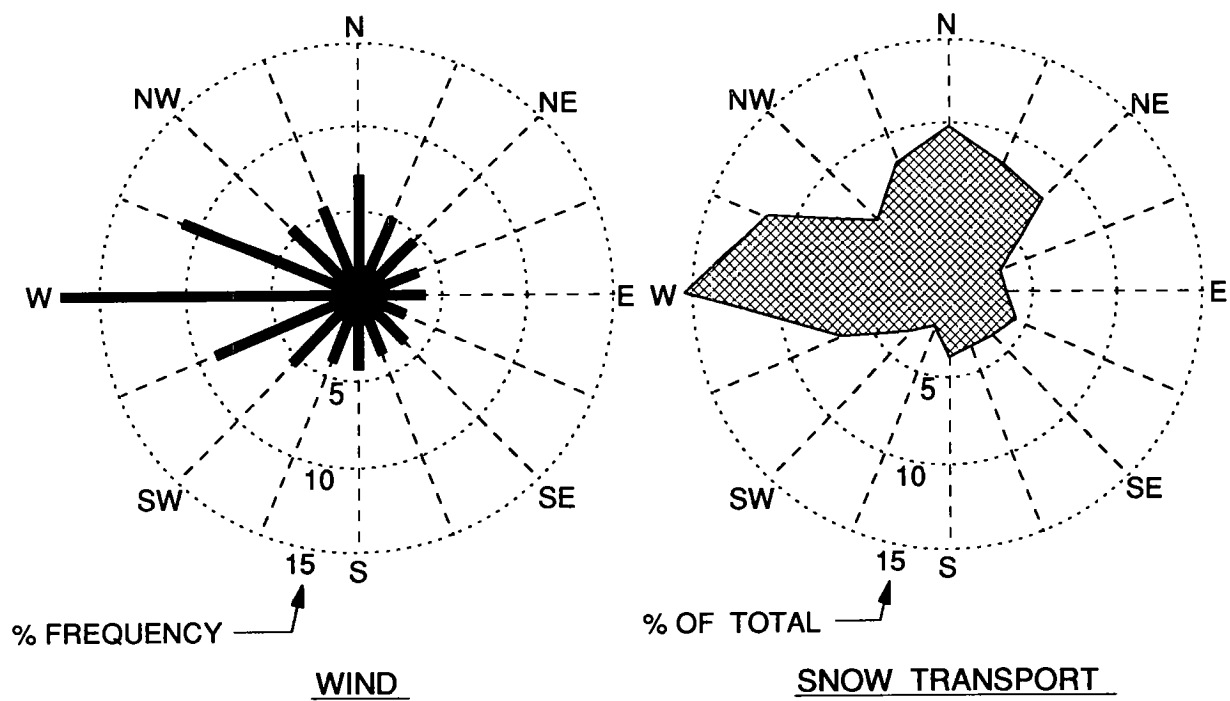 N
NW
NE
W
E
5
10
SW
SE
15
S
% FREQUENCY
WIND
N
NW
NE
W
E
5
10
SW
SE
15
S
% OF TOTAL
SNOW TRANSPORT